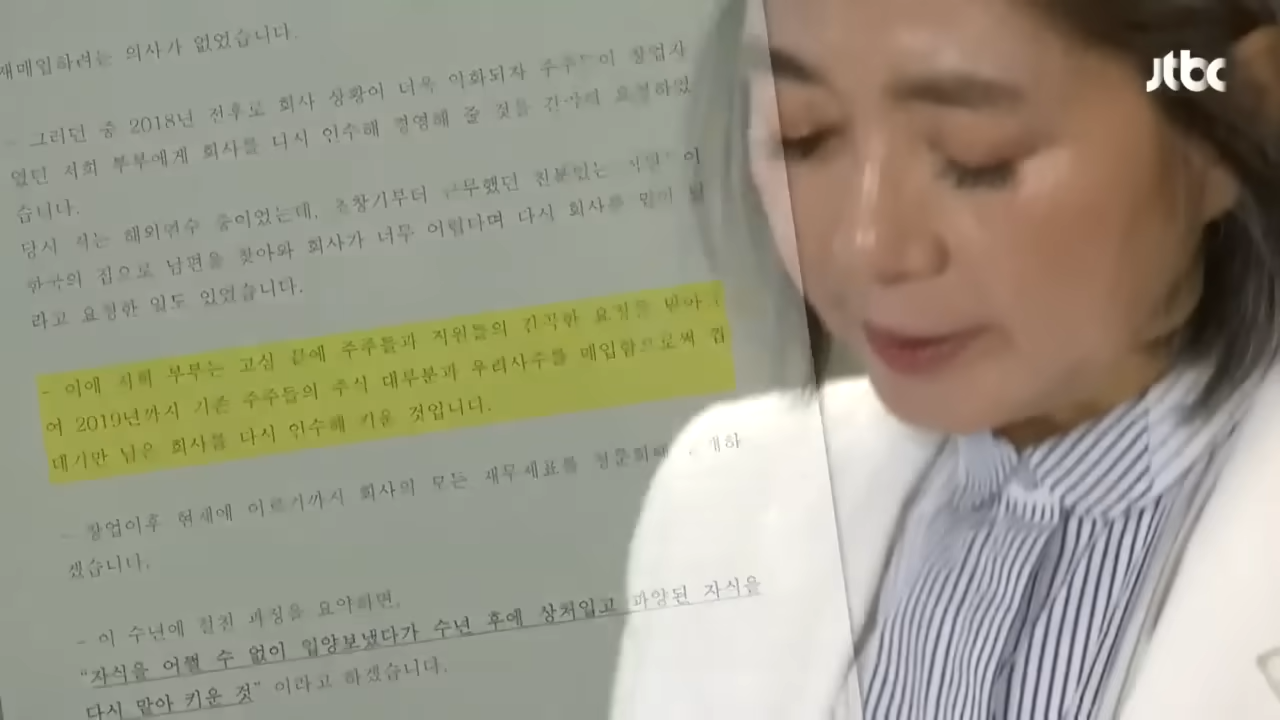 재매입하려는 의사가 없었습니다.
jtbc
- 그러던 중 2018년 전후로 회사 상황이 더욱 악화되자 이 창업자
였던 저희 부부에게 회사를 다시 인수해 경영해 줄 것을 간곡히 요청하였
습니다.
당시 저는 해외연수 중이었는데, 초창기부터 근무했던 친분있는 이
한국의 집으로 남편을 찾아와 회사가 너무 어렵다며 다시 회사를
라고 요청한 일도 있었습니다.
- 이에 저희 부부는 고심 끝에 주주들과 직원들의 간곡한 요청을 받아
어 2019년까지 기존 주주들의 주식 대부분과 우리사주를 매입함으로써 껍
데기만 남은 회사를 다시 인수해 키운 것입니다.
- 창업이후 현재에 이르기까지 회사의 모든 재무제표를
겠습니다.
- 이 수년에 걸친 과정을 요약하면,
“자식을 어쩔 수 없이 입양보냈다가 수년 후에 상처입고 파양된 자식을
다시 맡아 키운 것” 이라고 하겠습니다.